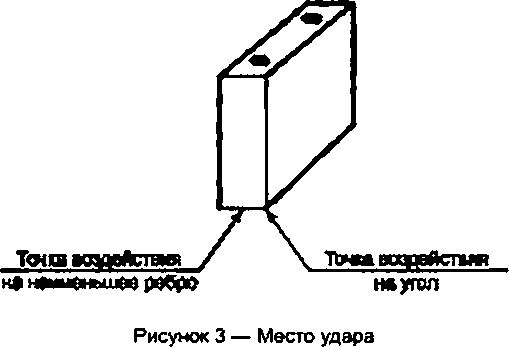 Точка воздействия
на наименьшее ребро
Точка воздействия
на угол
Рисунок 3 — Место удара